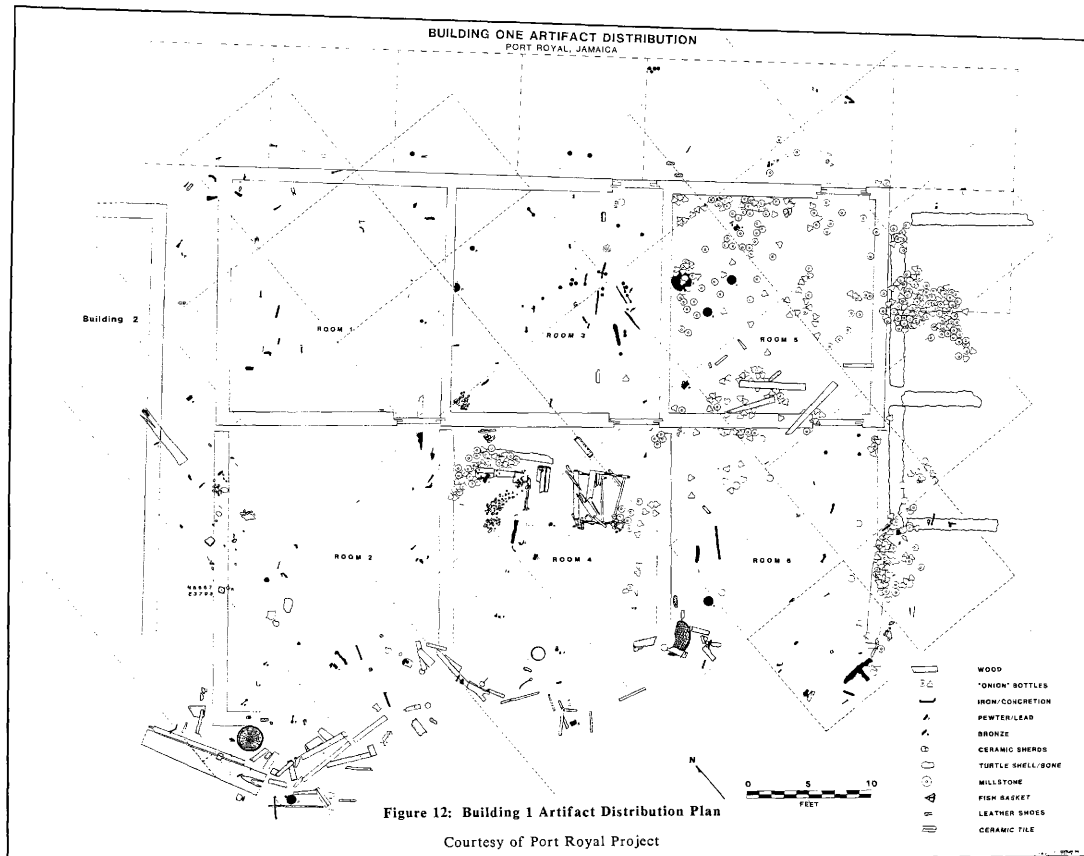 BUILDING ONE ARTIFACT DISTRIBUTION
PORT ROYAL, JAMAICA
Building 2
ROOM 1
ROOM 3
ROOM 5
ROOM 2
ROOM 4
ROOM 6
WOOD
"ONION" BOTTLES
IRON/CONCRETION
PEWTER/LEAD
BRONZE
CERAMIC SHERDS
TURTLE SHELL/BONE
MILLSTONE
FISH BASKET
LEATHER SHOES
CERAMIC TILE
N
0 5 10
FEET
Figure 12: Building 1 Artifact Distribution Plan
Courtesy of Port Royal Project